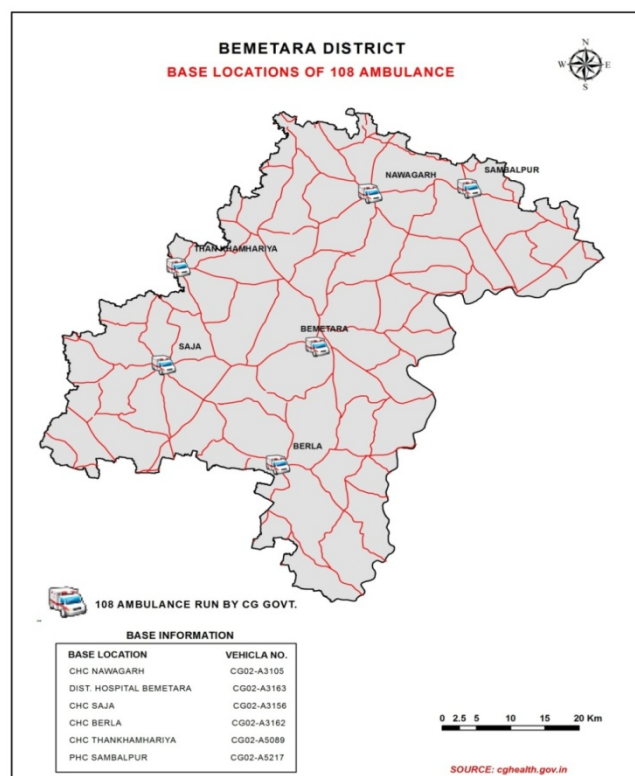 BEMETARA DISTRICT
BASE LOCATIONS OF 108 AMBULANCE
N
W
E
S
NAWAGARH
SAMBALPUR
THAN KHAMHARIYA
BEMETARA
SAJA
BERLA
108 AMBULANCE RUN BY CG GOVT.
BASE INFORMATION
BASE LOCATION VEHICLA NO.
CHC NAWAGARH CG02-A3105
DIST. HOSPITAL BEMETARA CG02-A3163
CHC SAJA CG02-A3156
CHC BERLA CG02-A3162
CHC THANKHAMHARIYA CG02-A5089
PHC SAMBALPUR CG02-A5217
0 2.5 5 10 15 20 Km
SOURCE: cghealth.gov.in